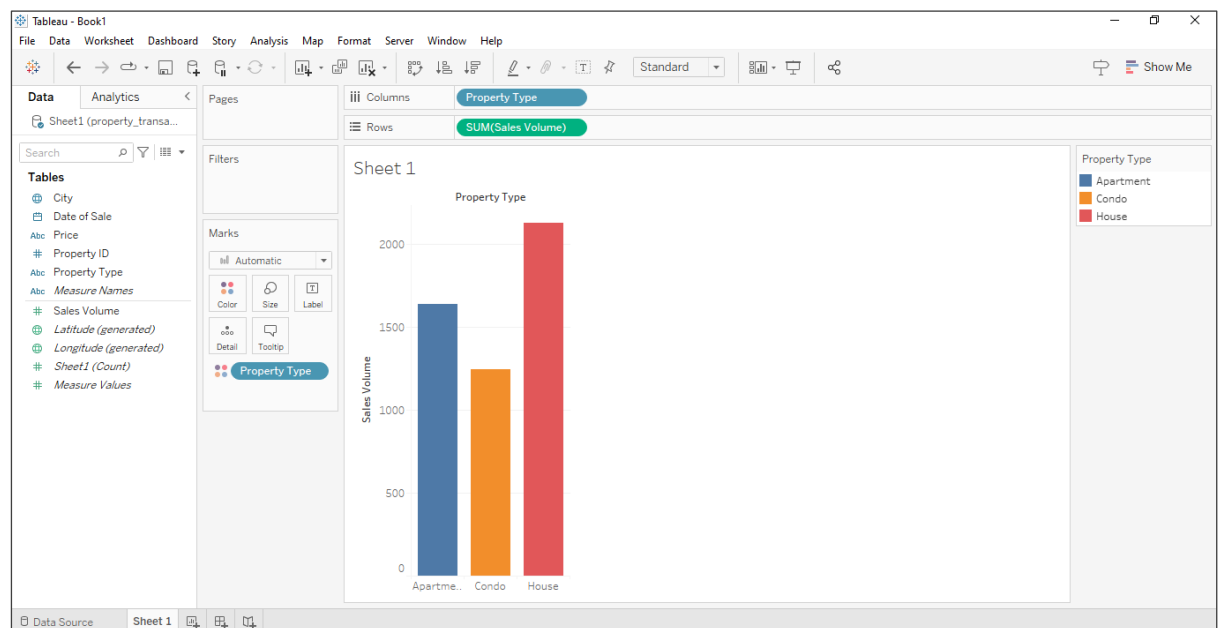 Tableau - Book1
File Data Worksheet Dashboard Story Analysis Map Format Server Window Help
Standard
Show Me
Data Analytics
Sheet1 (property_transa...
Search
Tables
City
Date of Sale
Abc Price
# Property ID
Abc Property Type
Abc Measure Names
# Sales Volume
Latitude (generated)
Longitude (generated)
# Sheet1 (Count)
# Measure Values
Pages
Filters
Marks
Automatic
Color Size Label
Detail Tooltip
Property Type
Columns Property Type
Rows SUM(Sales Volume)
Sheet 1
Property Type
2000
1500
1000
500
0
Sales Volume
Apartme.. Condo House
Property Type
Apartment
Condo
House
Data Source Sheet 1